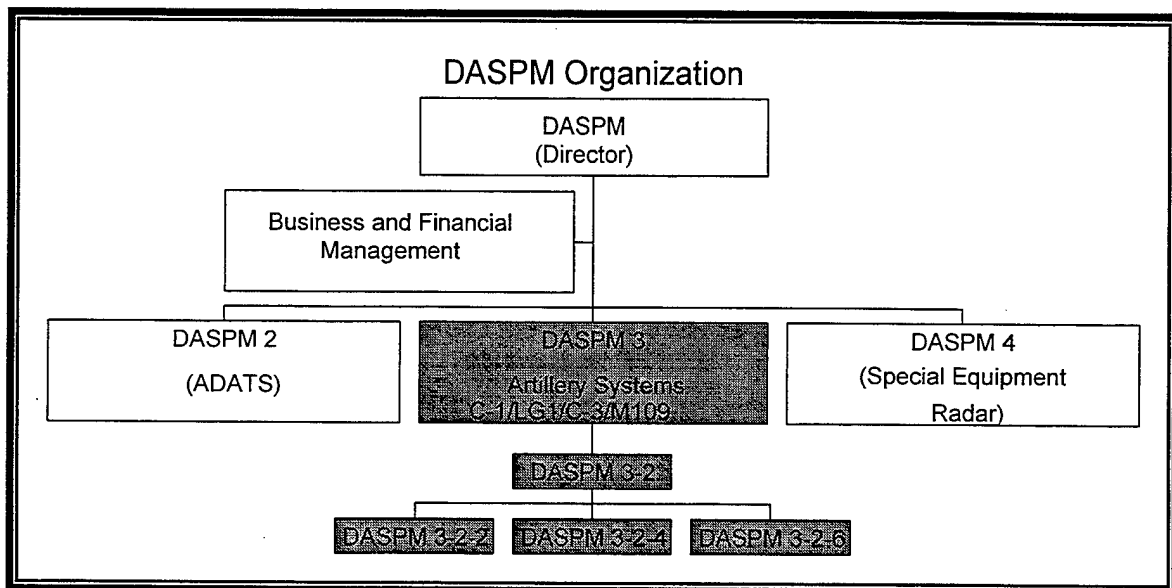 DASPM Organization
DASPM
(Director)
Business and Financial
Management
DASPM 2
(ADATS)
DASPM 3
Artillery Systems
C-1/LG1/C-3/M109
DASPM 4
(Special Equipment
Radar)
DASPM 3-2
DASPM 3-2-2
DASPM 3-2-4
DASPM 3-2-6